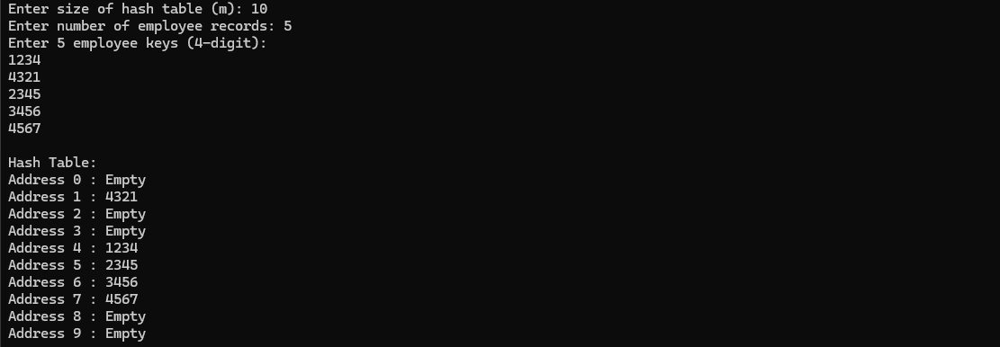 Enter size of hash table (m): 10
Enter number of employee records: 5
Enter 5 employee keys (4-digit):
1234
4321
2345
3456
4567

Hash Table:
Address 0 : Empty
Address 1 : 4321
Address 2 : Empty
Address 3 : Empty
Address 4 : 1234
Address 5 : 2345
Address 6 : 3456
Address 7 : 4567
Address 8 : Empty
Address 9 : Empty